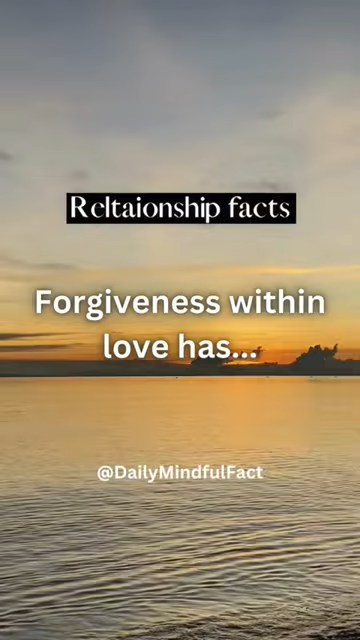 Reltaionship facts
Forgiveness within
love has...
@DailyMindfulFact